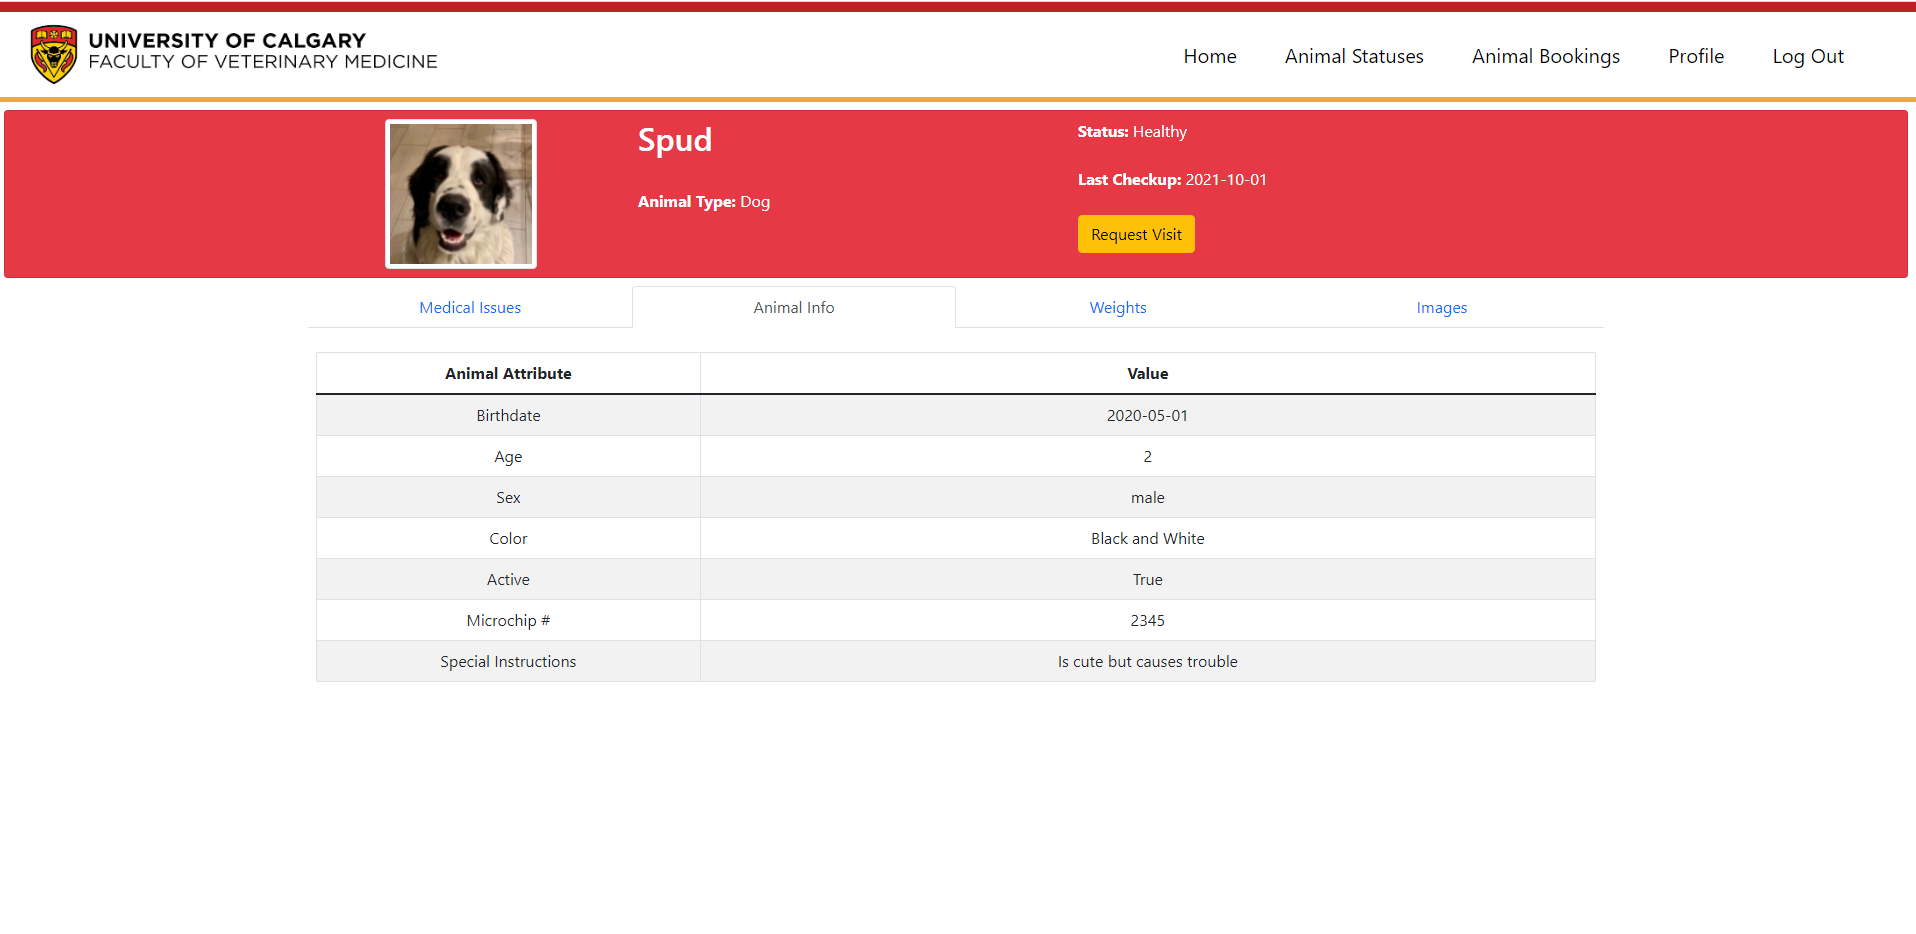 UNIVERSITY OF CALGARY
FACULTY OF VETERINARY MEDICINE
Home Animal Statuses Animal Bookings Profile Log Out
Spud
Animal Type: Dog
Status: Healthy
Last Checkup: 2021-10-01
Request Visit
Medical Issues Animal Info Weights Images
Animal Attribute Value
Birthdate 2020-05-01
Age 2
Sex male
Color Black and White
Active True
Microchip # 2345
Special Instructions Is cute but causes trouble